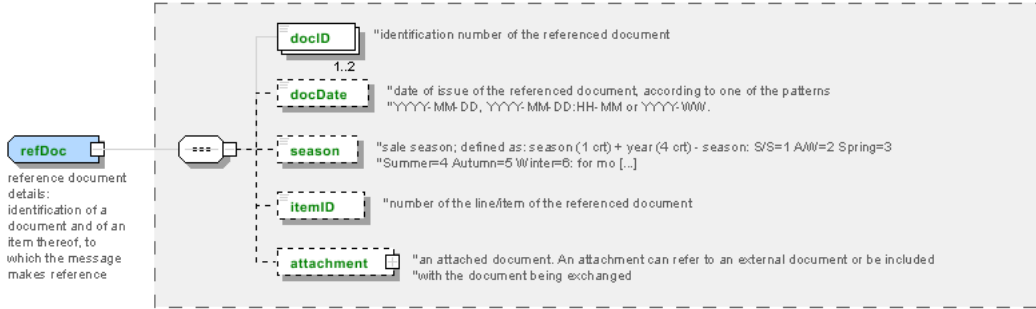 docID
"identification number of the referenced document
1..2
docDate
"date of issue of the referenced document, according to one of the patterns
"YYYY-MM-DD, YYYY-MM-DD:HH-MM or YYYY-WW.
refDoc
season
"sale season; defined as: season (1 crt) + year (4 crt) - season: S/S=1 A/W=2 Spring=3
"Summer=4 Autumn=5 Winter=6: for mo [...]
reference document
details:
identification of a
document and of an
item thereof, to
which the message
makes reference
itemID
"number of the line/item of the referenced document
attachment
"an attached document. An attachment can refer to an external document or be included
"with the document being exchanged